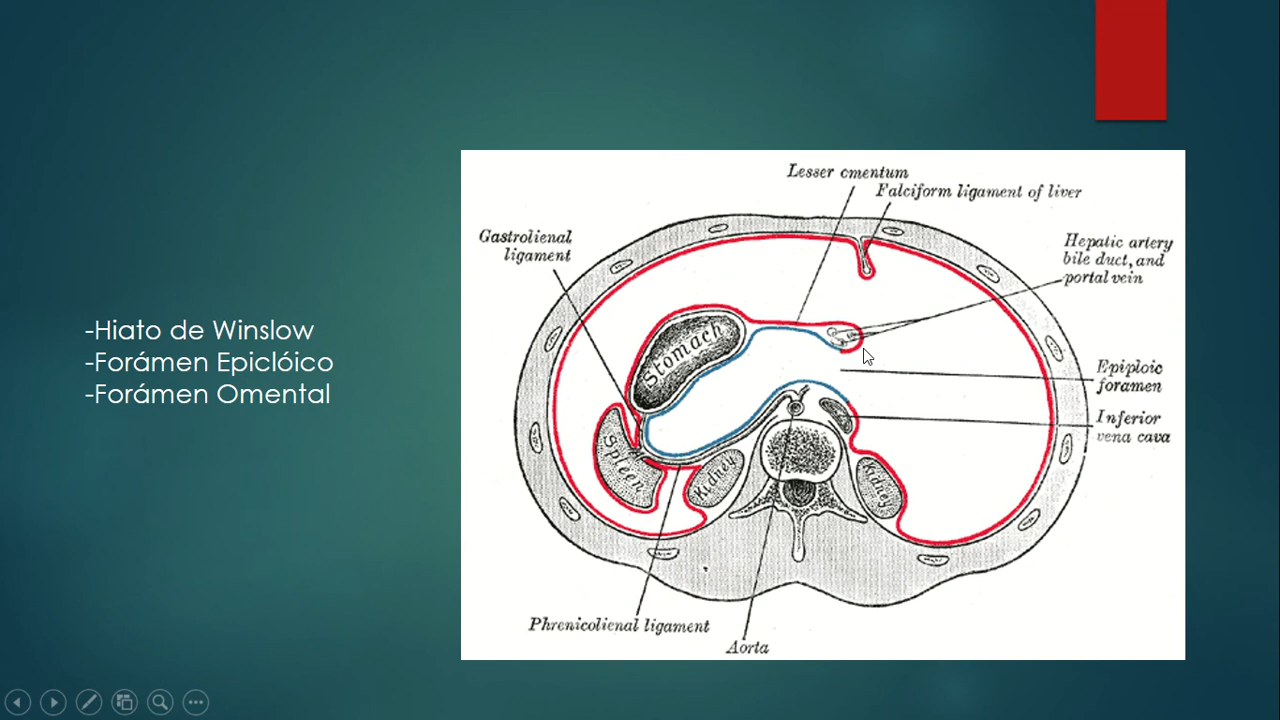 -Hiato de Winslow
-Forámen Epiclóico
-Forámen Omental
Lesser cmentum
Falciform ligament of liver
Gastrolienal
ligament
Hepatic artery
bile duct, and
portal vein
Stomach
Epiploic
foramen
Inferior
vena cava
Spleen
Kidney
Kidney
Phrenicolienal ligament
Aorta